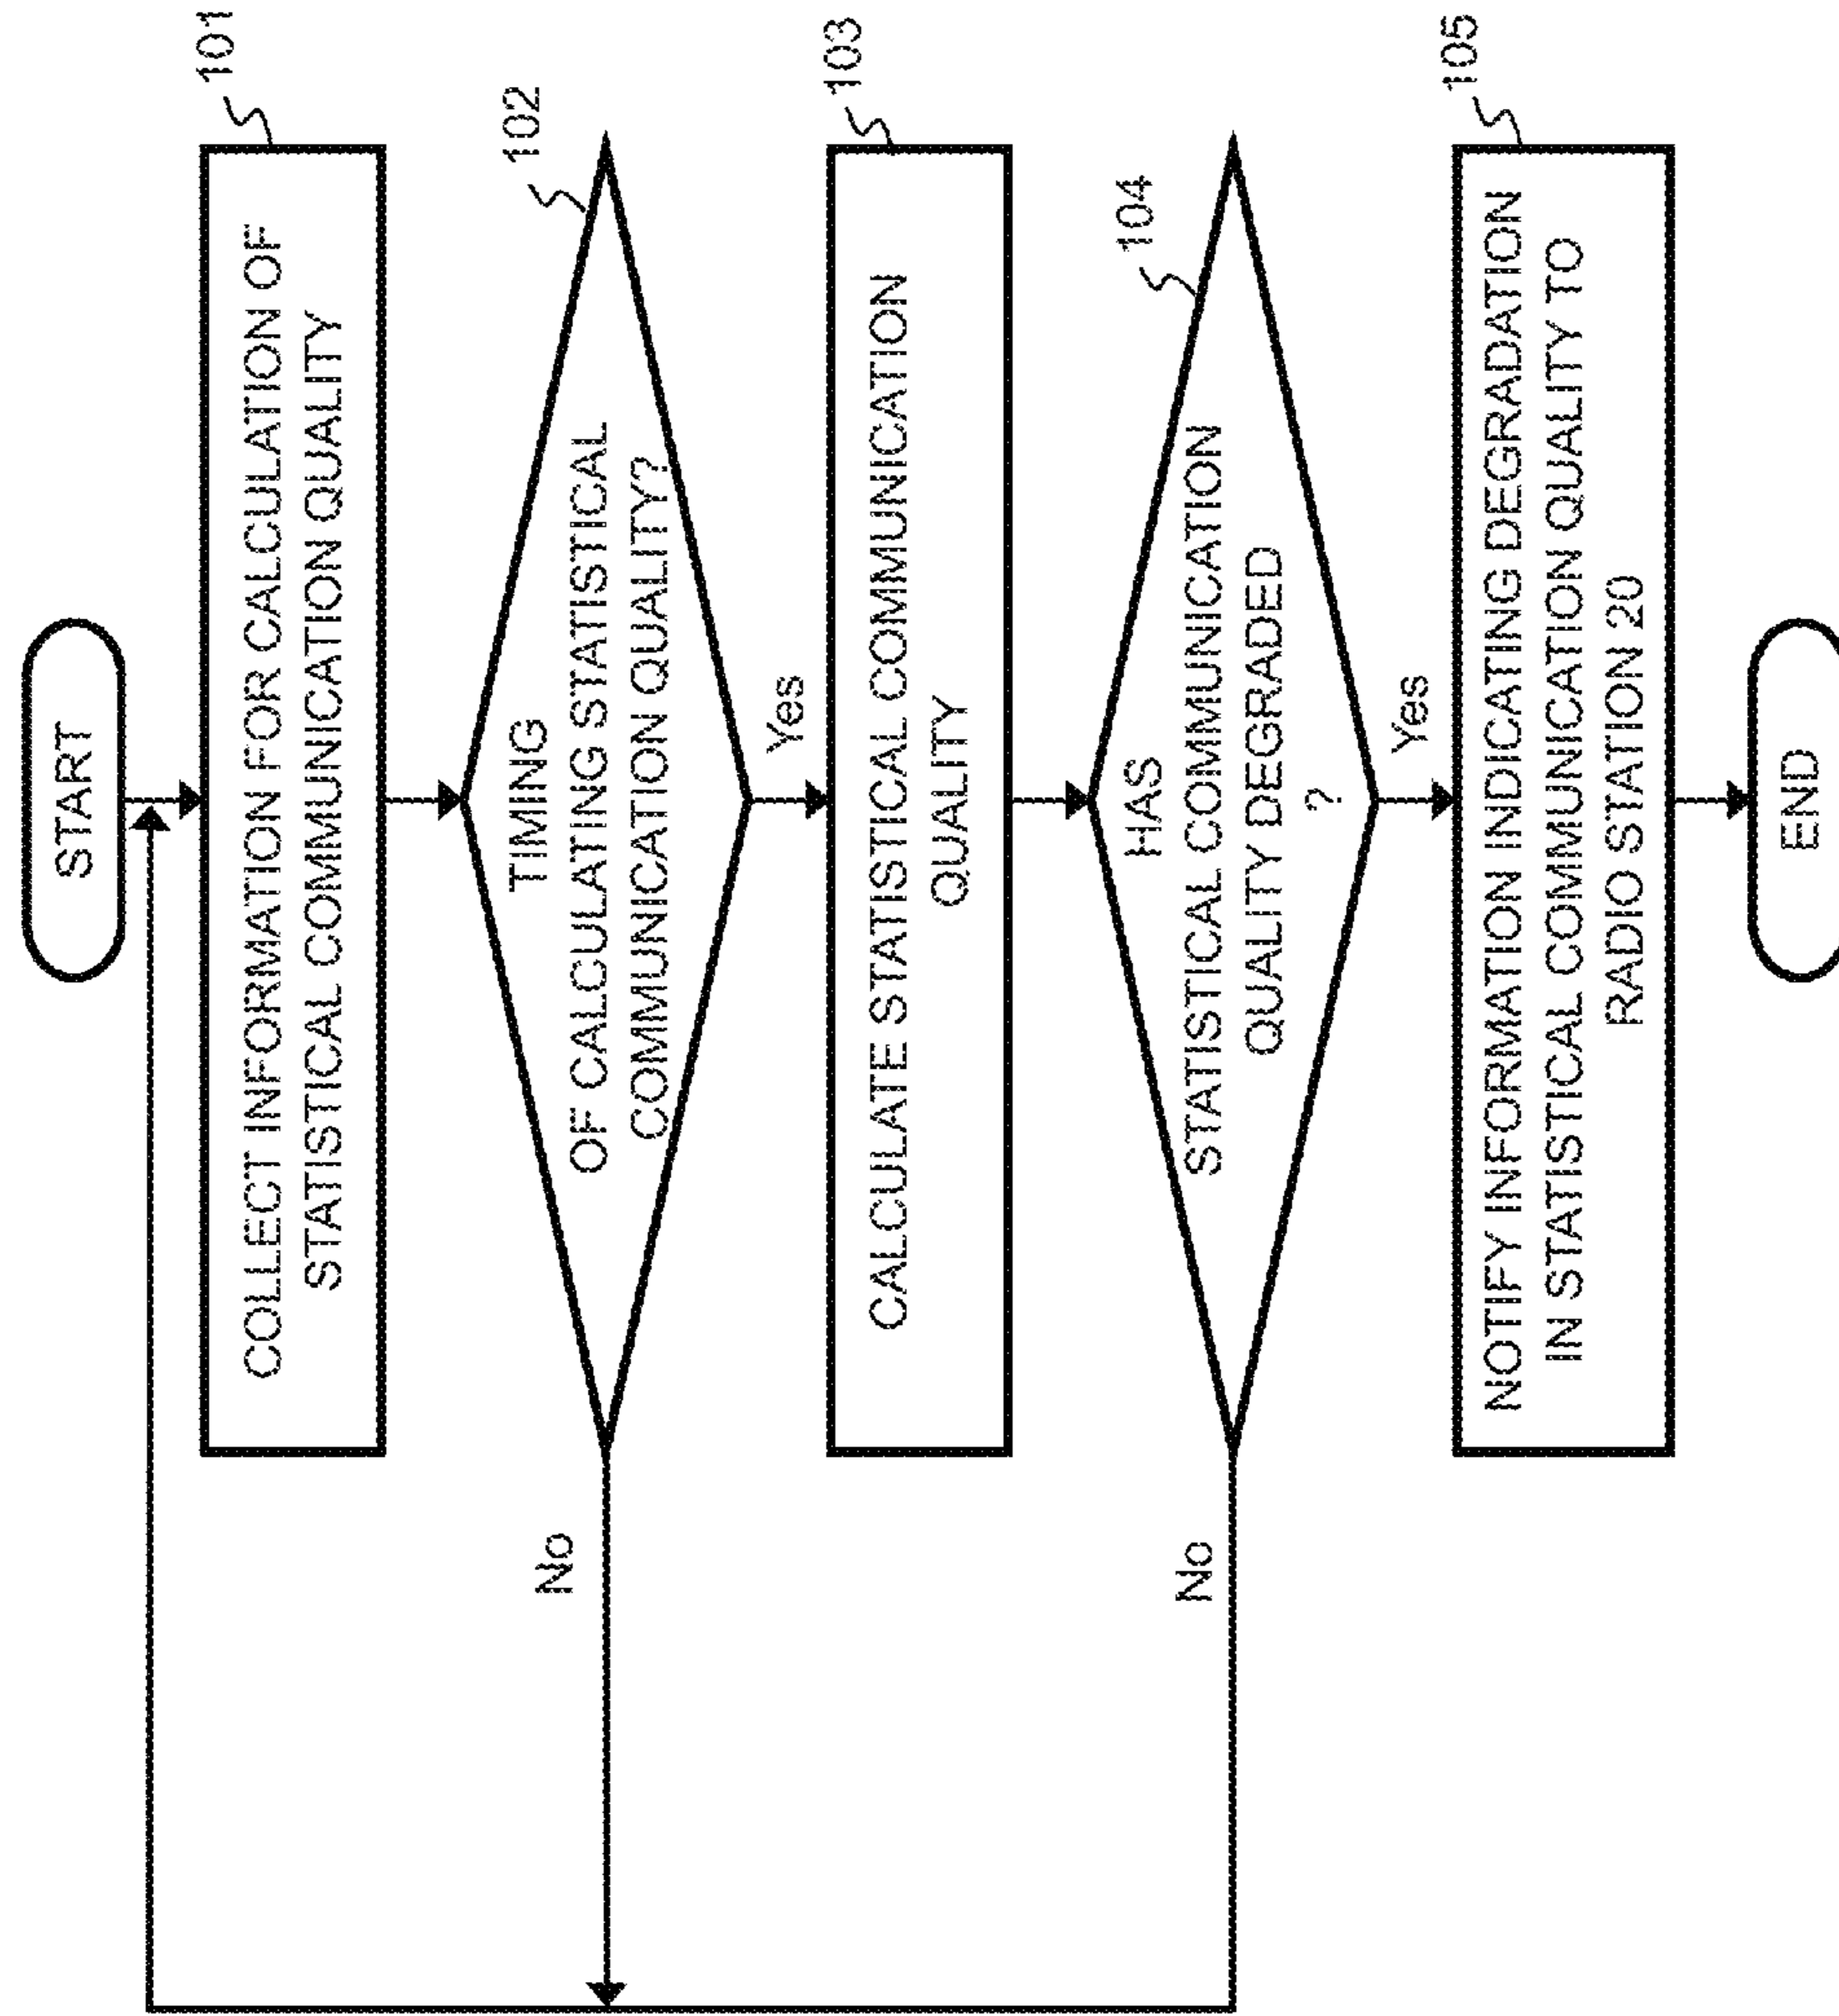 START
101
COLLECT INFORMATION FOR CALCULATION OF
STATISTICAL COMMUNICATION QUALITY
102
TIMING
OF CALCULATING STATISTICAL
COMMUNICATION QUALITY?
No
Yes
103
CALCULATE STATISTICAL COMMUNICATION
QUALITY
104
HAS
STATISTICAL COMMUNICATION
QUALITY DEGRADED
?
No
Yes
105
NOTIFY INFORMATION INDICATING DEGRADATION
IN STATISTICAL COMMUNICATION QUALITY TO
RADIO STATION 20
END